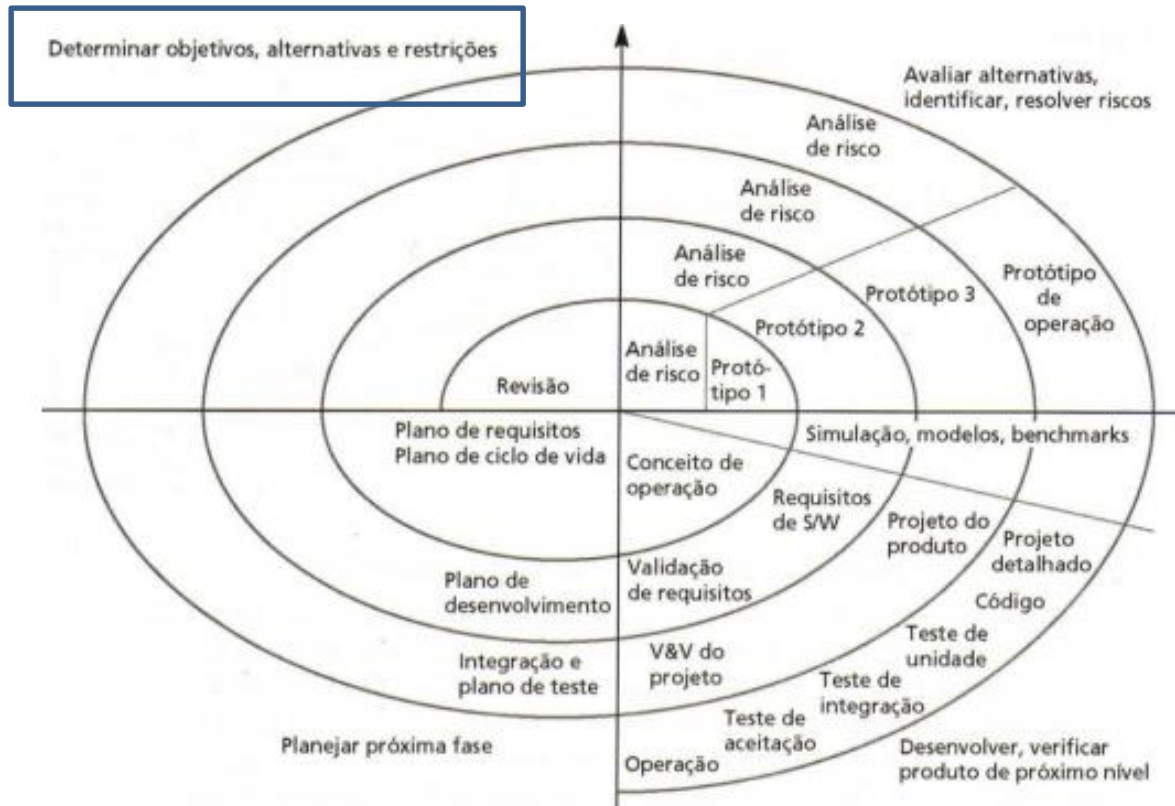 Determinar objetivos, alternativas e restrições
Avaliar alternativas,
identificar, resolver riscos
Análise
de risco
Análise
de risco
Análise
de risco
Protótipo
de
operação
Protótipo 3
Protótipo 2
Análise
de risco
Protó-
tipo 1
Revisão
Plano de requisitos
Plano de ciclo de vida
Simulação, modelos, benchmarks
Conceito de
operação
Requisitos
de S/W
Projeto do
produto
Projeto
detalhado
Plano de
desenvolvimento
Validação
de requisitos
Código
Teste de
unidade
Integração e
plano de teste
V&V do
projeto
Teste de
integração
Teste de
aceitação
Planejar próxima fase
Operação
Desenvolver, verificar
produto de próximo nível